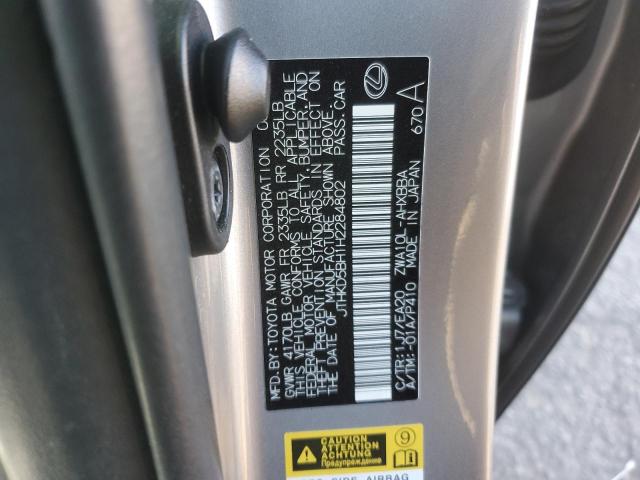 MFD. BY: TOYOTA MOTOR CORPORATION
GVWR 4170LB GAWR FR 2335LB RR 2235LB
THIS VEHICLE CONFORMS TO ALL APPLICABLE
FEDERAL MOTOR VEHICLE SAFETY, BUMPER, AND
THEFT PREVENTION STANDARDS IN EFFECT ON
THE DATE OF MANUFACTURE SHOWN ABOVE.
JTHKD5BH1H2284802 PASS. CAR
C/TR: 1J7/EA20 ZWA10L-AHXBBA
A/TM: -01A/P410 MADE IN JAPAN 670 A
CAUTION
ATTENTION
ACHTUNG
Предупреждение
9
SIDE AIRBAG